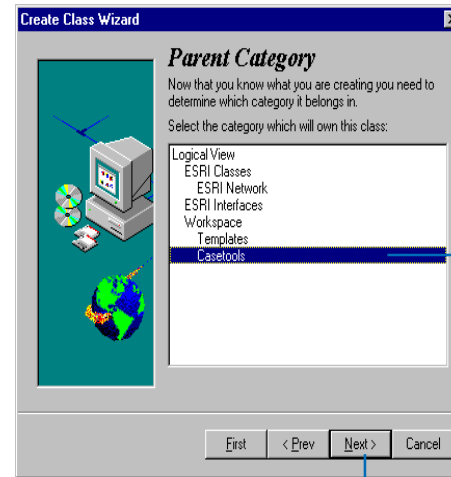 Create Class Wizard
Parent Category
Now that you know what you are creating you need to
determine which category it belongs in.
Select the category which will own this class:
Logical View
ESRI Classes
ESRI Network
ESRI Interfaces
Workspace
Templates
Casetools
First
< Prev
Next >
Cancel